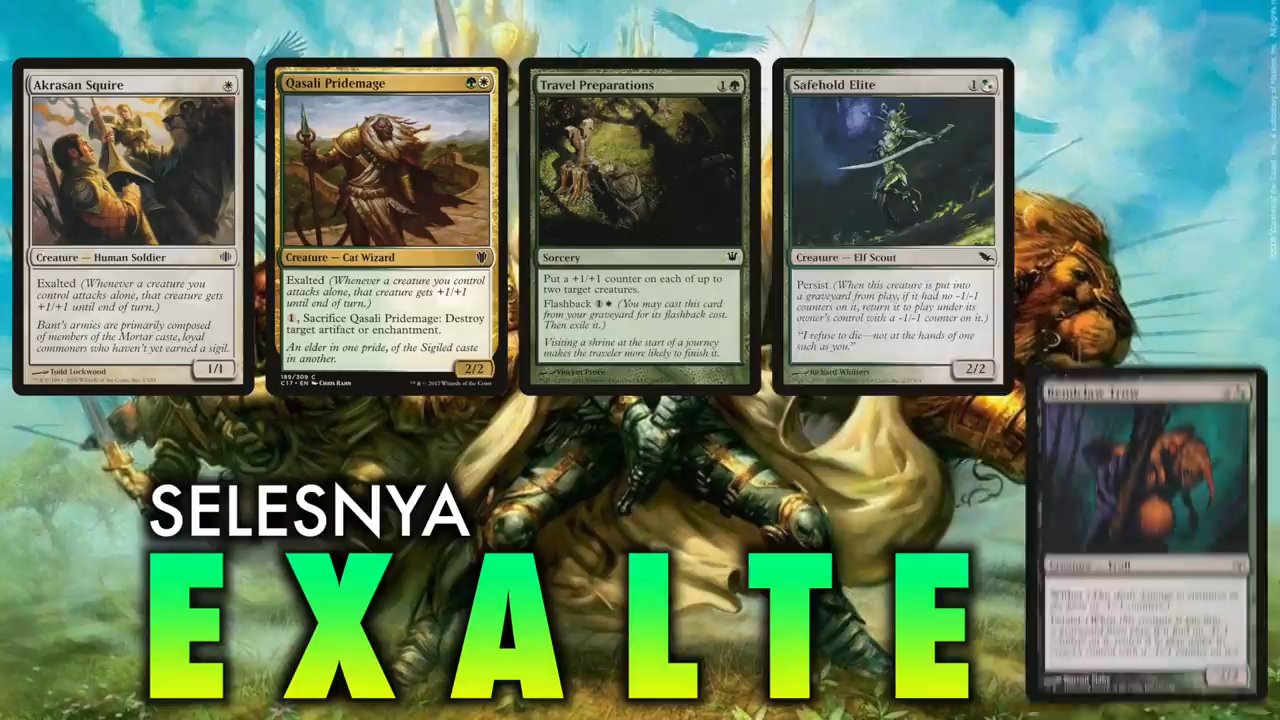 Akrasan Squire
Creature — Human Soldier
Exalted (Whenever a creature you
control attacks alone, that creature gets
+1/+1 until end of turn.)
Bant's armies are primarily composed
of members of the Mortar caste, loyal
commoners who haven't yet earned a sigil.
Todd Lockwood
1/1
Qasali Pridemage
Creature — Cat Wizard
Exalted (Whenever a creature you control
attacks alone, that creature gets +1/+1
until end of turn.)
1, Sacrifice Qasali Pridemage: Destroy
target artifact or enchantment.
An elder in one pride, of the Sigiled caste
in another.
189/309 C
C17 • EN Chris Rahn
™ & © 2017 Wizards of the Coast
2/2
Travel Preparations
1
Sorcery
Put a +1/+1 counter on each of up to
two target creatures.
Flashback 1 (You may cast this card
from your graveyard for its flashback cost.
Then exile it.)
Visiting a shrine at the start of a journey
makes the traveler more likely to finish it.
Vincent Proce
Safehold Elite
1
Creature — Elf Scout
Persist (When this creature is put into
a graveyard from play, if it had no -1/-1
counters on it, return it to play under its
owner's control with a -1/-1 counter on it.)
"I refuse to die—not at the hands of one
such as you."
2/2
SELESNYA
EXALTE